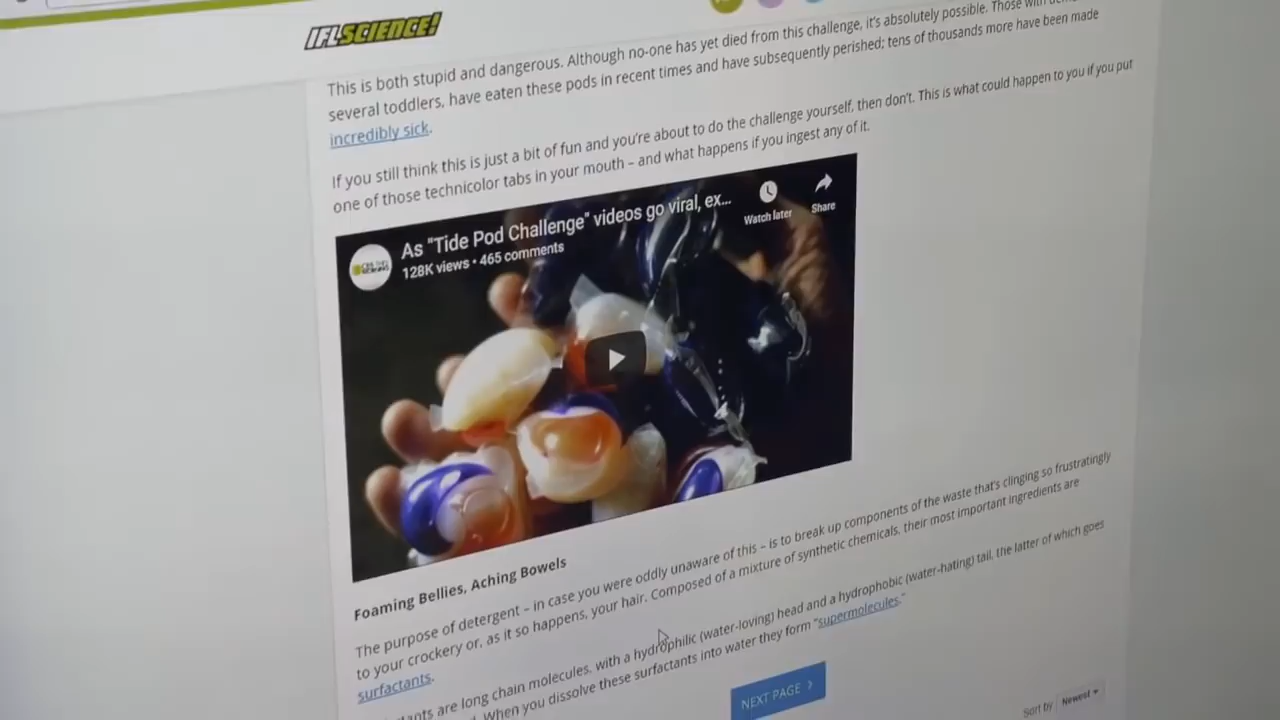 IFLSCIENCE!
This is both stupid and dangerous. Although no-one has yet died from this challenge, it's absolutely possible. Those with
several toddlers, have eaten these pods in recent times and have subsequently perished; tens of thousands more have been made
incredibly sick.
If you still think this is just a bit of fun and you're about to do the challenge yourself, then don't. This is what could happen to you if you put
one of those technicolor tabs in your mouth – and what happens if you ingest any of it.
As "Tide Pod Challenge" videos go viral, ex...
128K views • 465 comments
Watch later
Share
Foaming Bellies, Aching Bowels
The purpose of detergent – in case you were oddly unaware of this – is to break up components of the waste that's clinging so frustratingly
to your crockery or, as it so happens, your hair. Composed of a mixture of synthetic chemicals, their most important ingredients are
surfactants.
are long chain molecules, with a hydrophilic (water-loving) head and a hydrophobic (water-hating) tail, the latter of which goes
When you dissolve these surfactants into water they form "supermolecules."
NEXT PAGE
Sort by Newest